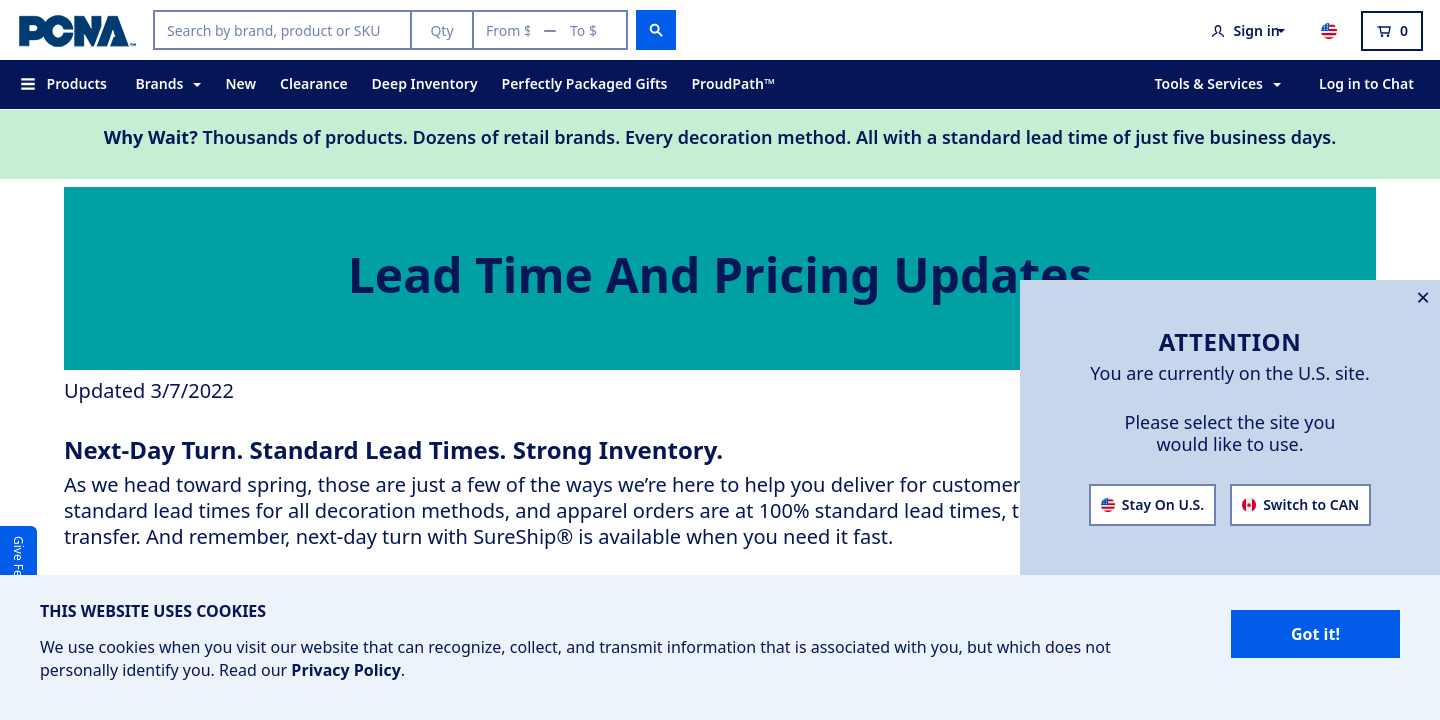 PCNA™
Search by brand, product or SKU
Qty
From $ — To $
Sign in
0
Products
Brands
New
Clearance
Deep Inventory
Perfectly Packaged Gifts
ProudPath™
Tools & Services
Log in to Chat
Why Wait? Thousands of products. Dozens of retail brands. Every decoration method. All with a standard lead time of just five business days.
Lead Time And Pricing Updates
Updated 3/7/2022
Next-Day Turn. Standard Lead Times. Strong Inventory.
As we head toward spring, those are just a few of the ways we’re here to help you deliver for customer
standard lead times for all decoration methods, and apparel orders are at 100% standard lead times,
transfer. And remember, next-day turn with SureShip® is available when you need it fast.
✕
ATTENTION
You are currently on the U.S. site.
Please select the site you
would like to use.
Stay On U.S.
Switch to CAN
Give
THIS WEBSITE USES COOKIES
We use cookies when you visit our website that can recognize, collect, and transmit information that is associated with you, but which does not
personally identify you. Read our Privacy Policy.
Got it!